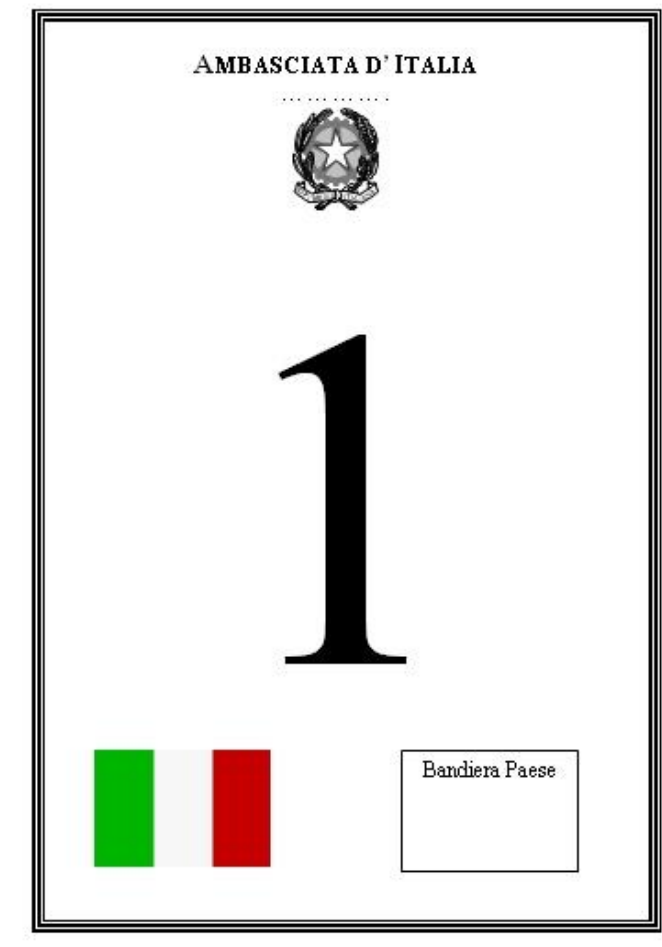 AMBASCIATA D' ITALIA
… … … … .
1
Bandiera Paese